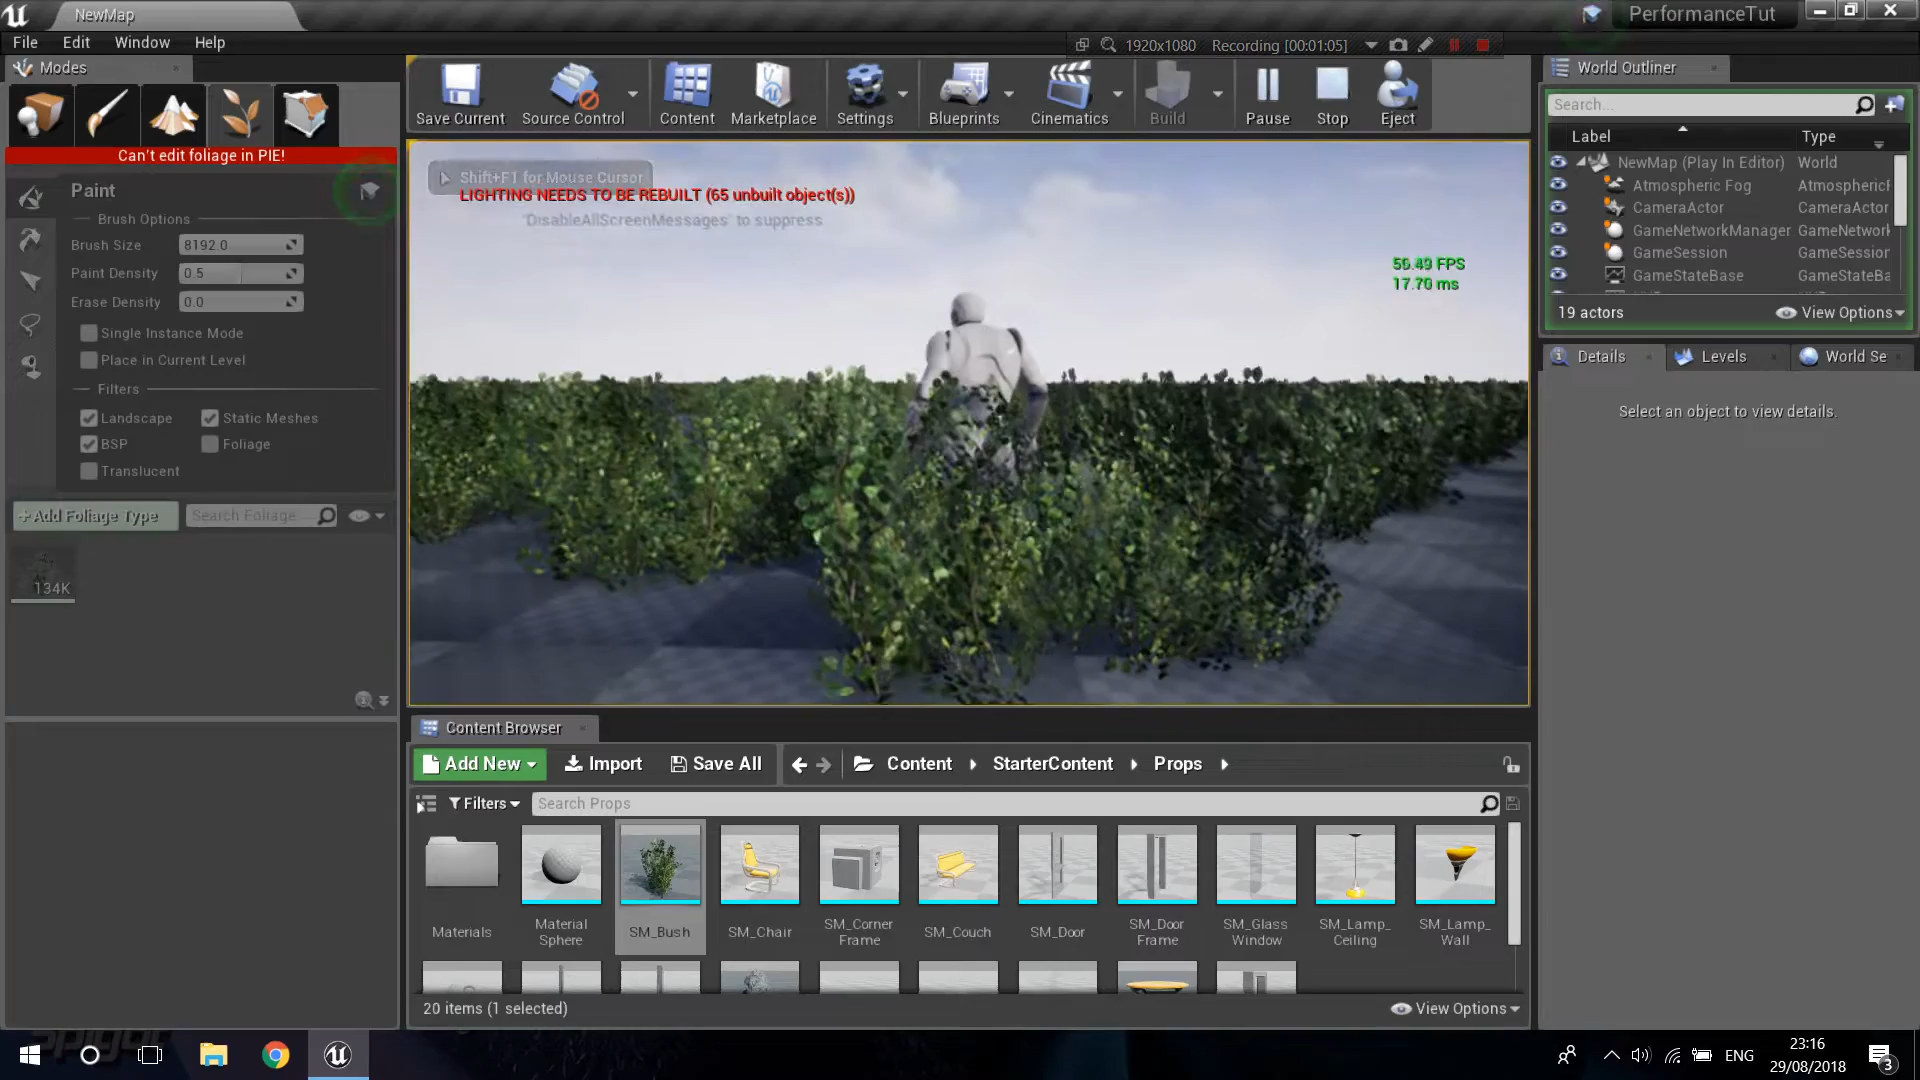 NewMap
PerformanceTut
File Edit Window Help
1920x1080 Recording [00:01:05]
Modes
Save Current
Source Control
Content
Marketplace
Settings
Blueprints
Cinematics
Build
Pause
Stop
Eject
World Outliner
Search...
Label Type
NewMap (Play In Editor) World
Atmospheric Fog Atmospheric
CameraActor CameraActor
GameNetworkManager GameNetwork
GameSession GameSession
GameStateBase GameStateBa
19 actors
View Options
Details Levels World Se
Select an object to view details.
Can't edit foliage in PIE!
Paint
Brush Options
Brush Size 8192.0
Paint Density 0.5
Erase Density 0.0
Single Instance Mode
Place in Current Level
Filters
Landscape Static Meshes
BSP Foliage
Translucent
+Add Foliage Type
Search Foliage
134K
Shift+F1 for Mouse Cursor
LIGHTING NEEDS TO BE REBUILT (65 unbuilt object(s))
'DisableAllScreenMessages' to suppress
59.49 FPS
17.70 ms
Content Browser
Add New Import Save All Content StarterContent Props
Filters Search Props
Materials
Material Sphere
SM_Bush
SM_Chair
SM_Corner Frame
SM_Couch
SM_Door
SM_Door Frame
SM_Glass Window
SM_Lamp_ Ceiling
SM_Lamp_ Wall
20 items (1 selected)
View Options
ENG
23:16
29/08/2018
3